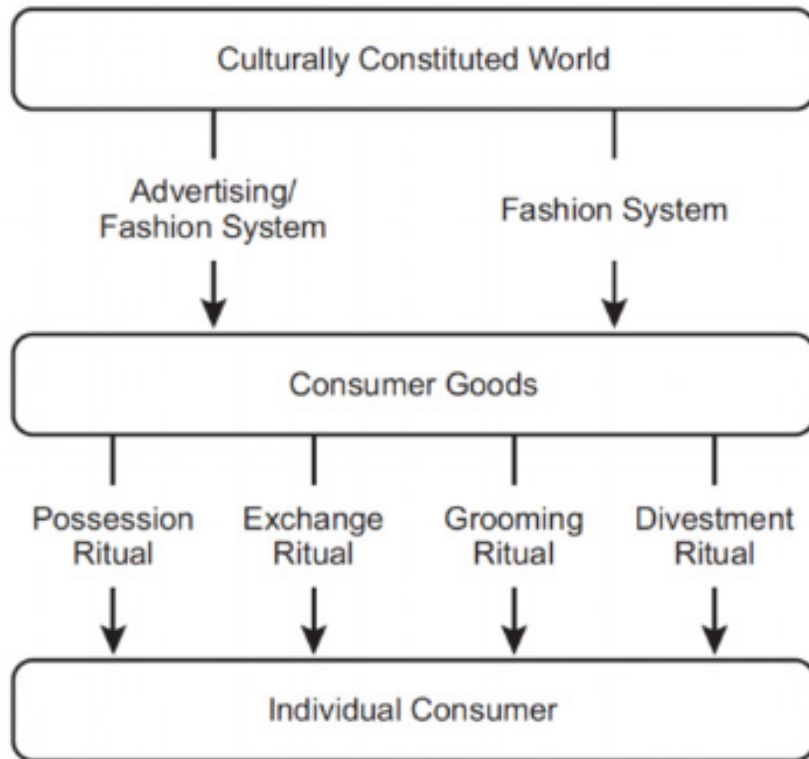 Culturally Constituted World
Advertising/
Fashion System
Fashion System
Consumer Goods
Possession
Ritual
Exchange
Ritual
Grooming
Ritual
Divestment
Ritual
Individual Consumer